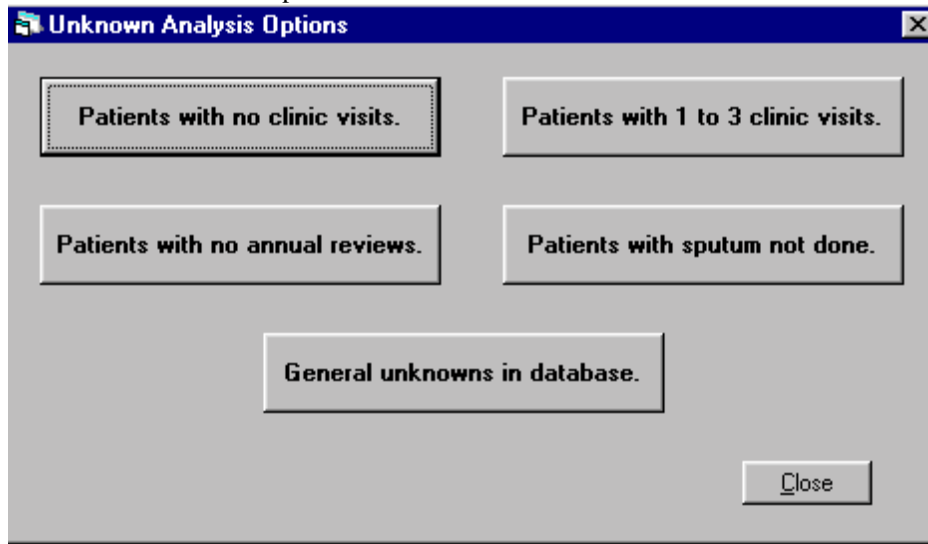 Unknown Analysis Options
Patients with no clinic visits.
Patients with 1 to 3 clinic visits.
Patients with no annual reviews.
Patients with sputum not done.
General unknowns in database.
Close